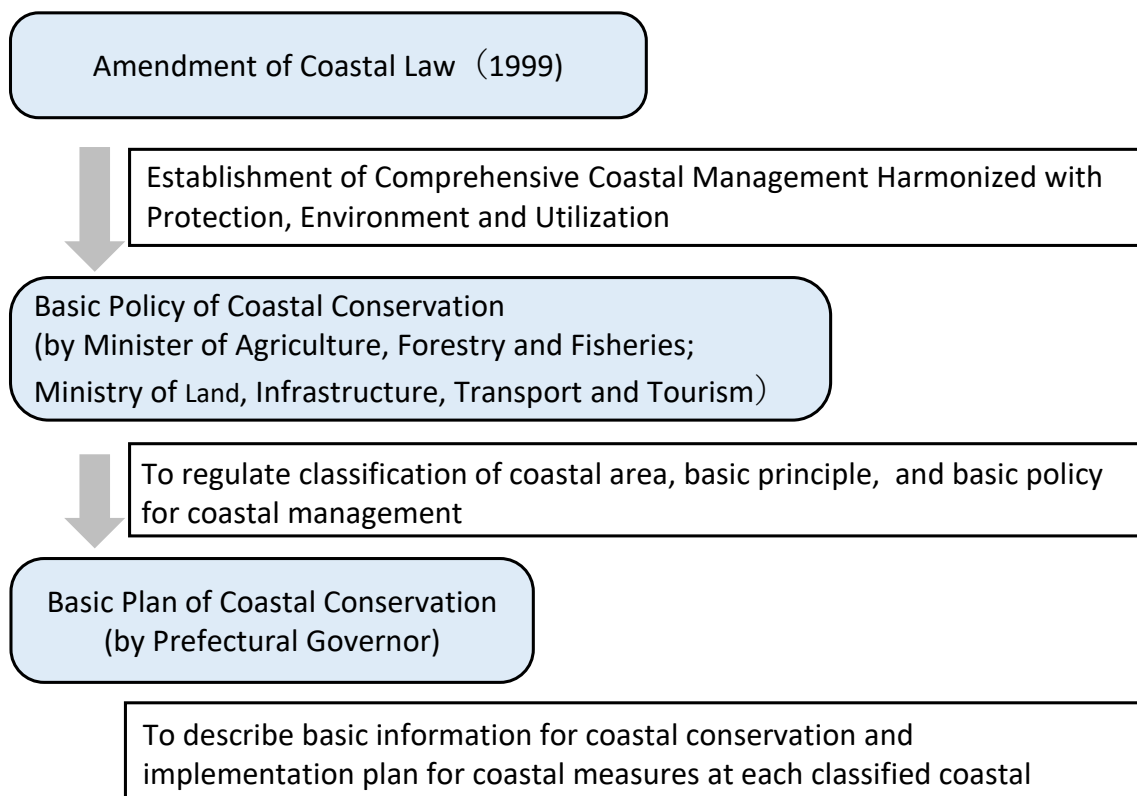 Amendment of Coastal Law（1999)
Establishment of Comprehensive Coastal Management Harmonized with
Protection, Environment and Utilization
Basic Policy of Coastal Conservation
(by Minister of Agriculture, Forestry and Fisheries;
Ministry of Land, Infrastructure, Transport and Tourism）
To regulate classification of coastal area, basic principle,  and basic policy
for coastal management
Basic Plan of Coastal Conservation
(by Prefectural Governor)
To describe basic information for coastal conservation and
implementation plan for coastal measures at each classified coastal